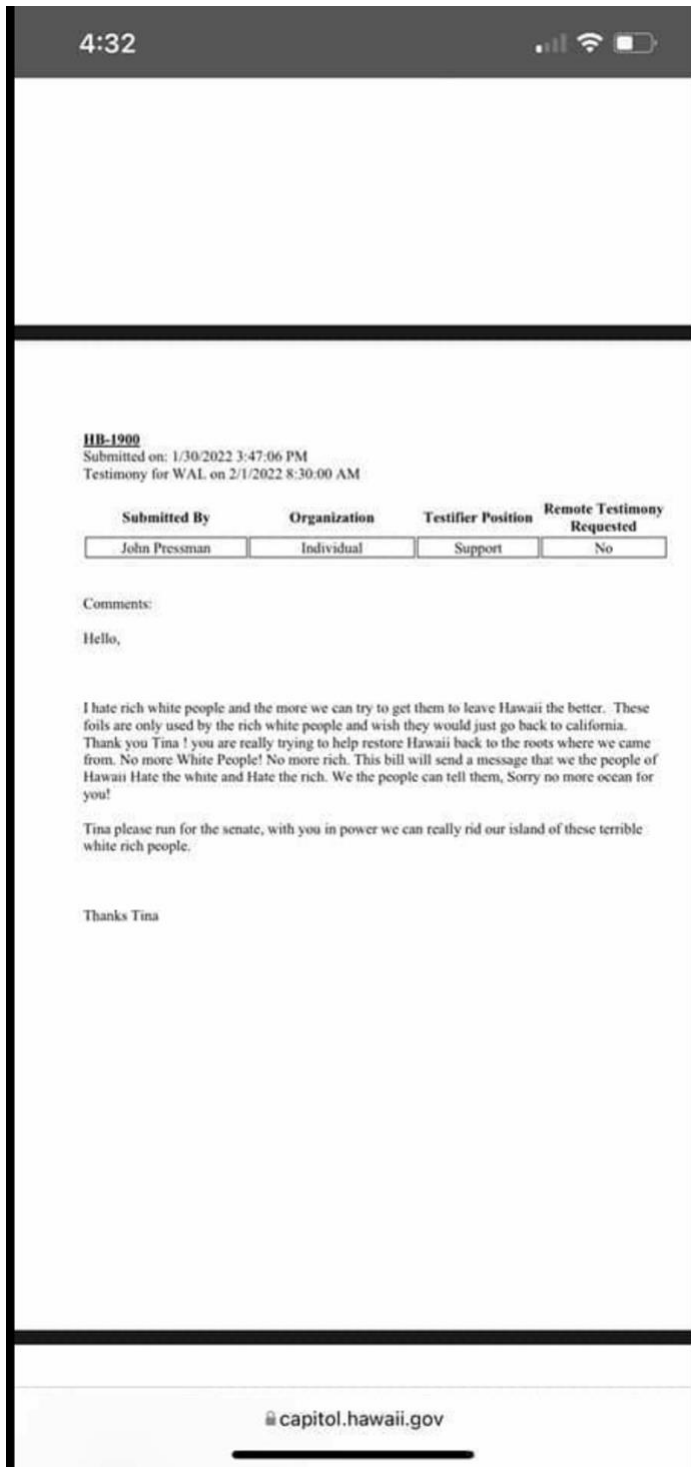 4:32
HB-1900
Submitted on: 1/30/2022 3:47:06 PM
Testimony for WAL on 2/1/2022 8:30:00 AM
Submitted By Organization Testifier Position Remote Testimony Requested
John Pressman Individual Support No
Comments:
Hello,
I hate rich white people and the more we can try to get them to leave Hawaii the better. These
foils are only used by the rich white people and wish they would just go back to california.
Thank you Tina ! you are really trying to help restore Hawaii back to the roots where we came
from. No more White People! No more rich. This bill will send a message that we the people of
Hawaii Hate the white and Hate the rich. We the people can tell them, Sorry no more ocean for
you!
Tina please run for the senate, with you in power we can really rid our island of these terrible
white rich people.
Thanks Tina
capitol.hawaii.gov